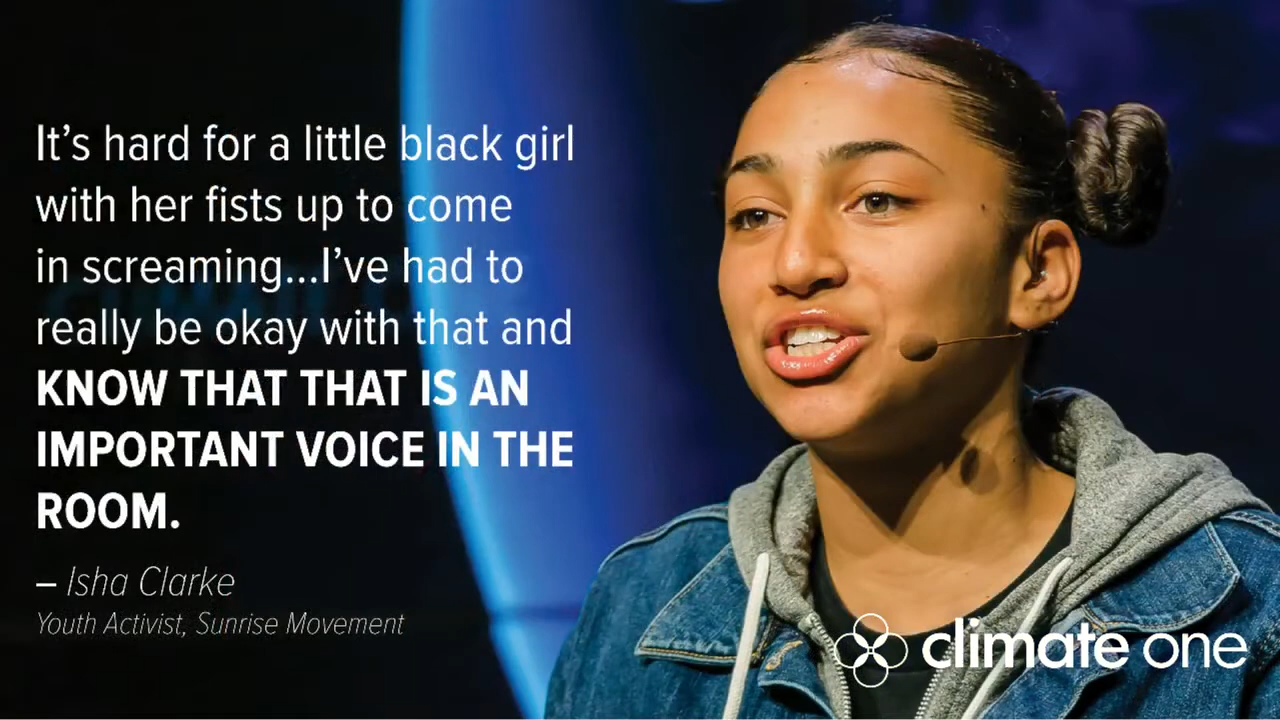 It’s hard for a little black girl
with her fists up to come
in screaming...I’ve had to
really be okay with that and
KNOW THAT THAT IS AN
IMPORTANT VOICE IN THE
ROOM.
– Isha Clarke
Youth Activist, Sunrise Movement
climate one